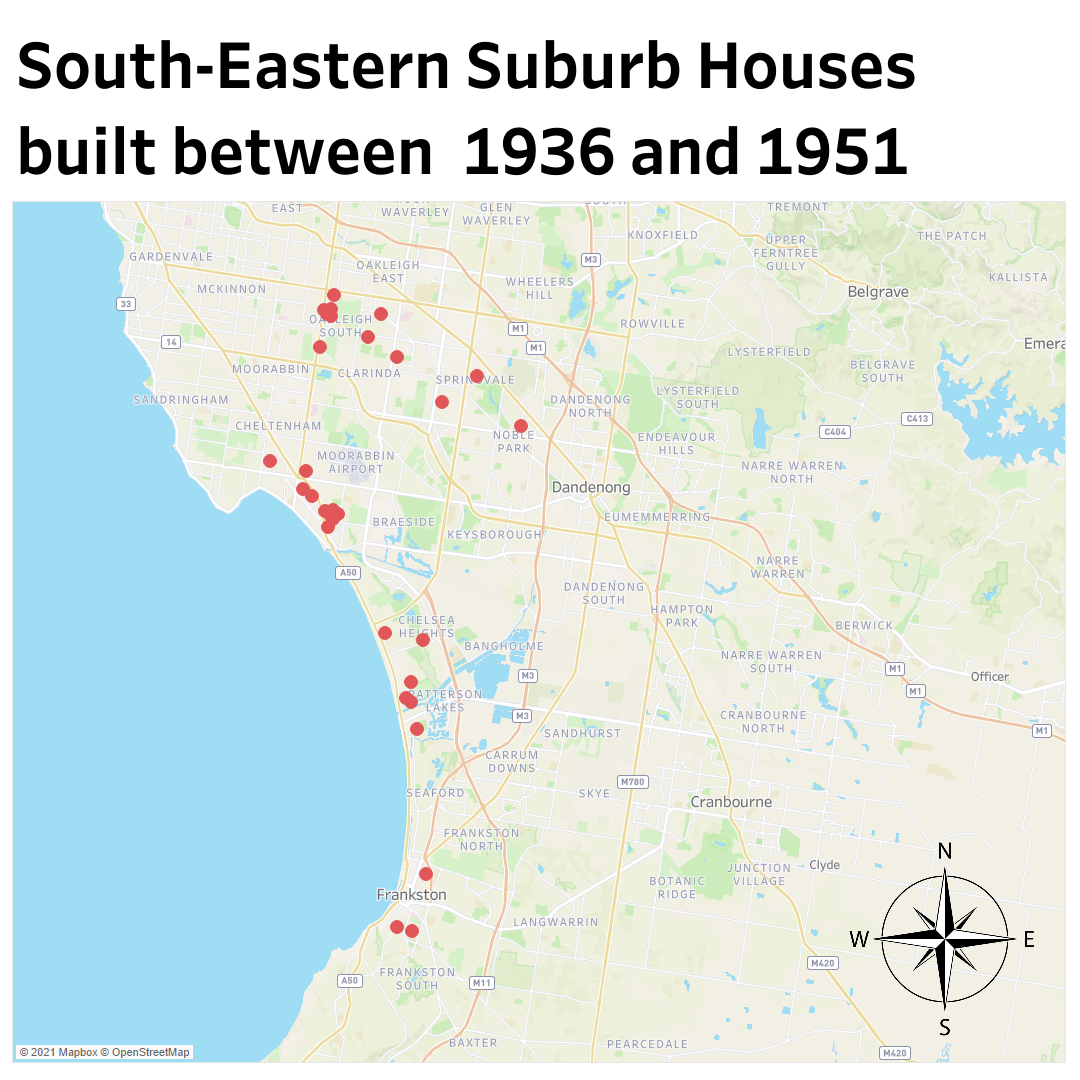 South-Eastern Suburb Houses
built between 1936 and 1951
EAST
WAVERLEY
GLEN
WAVERLEY
SOUTH
TREMONT
KNOXFIELD
UPPER
FERNTREE
GULLY
THE PATCH
GARDENVALE
M3
OAKLEIGH
EAST
KALLISTA
MCKINNON
WHEELERS
HILL
Belgrave
33
OAKLEIGH
SOUTH
M1
ROWVILLE
14
M1
Emera
LYSTERFIELD
MOORABBIN
CLARINDA
SPRINGVALE
BELGRAVE
SOUTH
SANDRINGHAM
DANDENONG
NORTH
LYSTERFIELD
SOUTH
C413
CHELTENHAM
NOBLE
PARK
ENDEAVOUR
HILLS
C404
MOORABBIN
AIRPORT
NARRE WARREN
NORTH
Dandenong
BRAESIDE
EUMEMMERRING
KEYSBOROUGH
A50
NARRE
WARREN
DANDENONG
SOUTH
HAMPTON
PARK
CHELSEA
HEIGHTS
BERWICK
BANGHOLME
NARRE WARREN
SOUTH
M3
M1
Officer
PATTERSON
LAKES
M1
M3
CRANBOURNE
NORTH
SANDHURST
M1
CARRUM
DOWNS
M780
SEAFORD
SKYE
Cranbourne
FRANKSTON
NORTH
N
JUNCTION
VILLAGE
Clyde
BOTANIC
RIDGE
Frankston
LANGWARRIN
W
E
M420
FRANKSTON
SOUTH
A50
M11
S
BAXTER
PEARCEDALE
M420
© 2021 Mapbox © OpenStreetMap